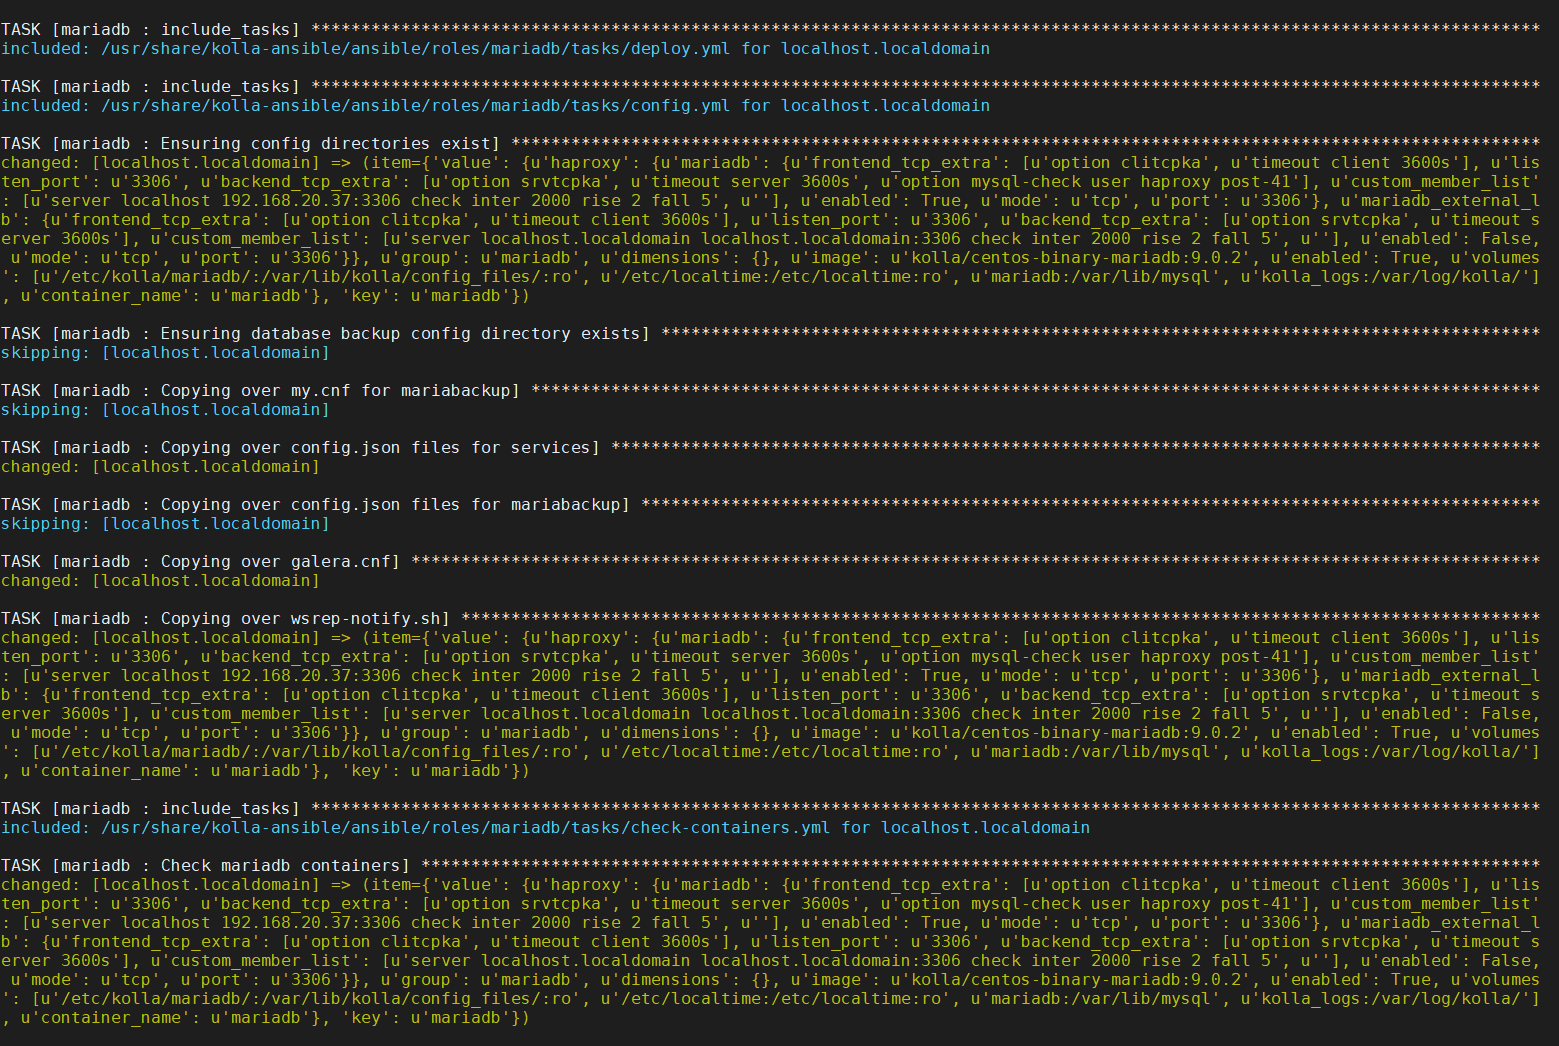 TASK [mariadb : include_tasks] ***************************************************************************************************************************
included: /usr/share/kolla-ansible/ansible/roles/mariadb/tasks/deploy.yml for localhost.localdomain
TASK [mariadb : include_tasks] ***************************************************************************************************************************
included: /usr/share/kolla-ansible/ansible/roles/mariadb/tasks/config.yml for localhost.localdomain
TASK [mariadb : Ensuring config directories exist] *******************************************************************************************************
changed: [localhost.localdomain] => (item={'value': {u'haproxy': {u'mariadb': {u'frontend_tcp_extra': [u'option clitcpka', u'timeout client 3600s'], u'lis
ten_port': u'3306', u'backend_tcp_extra': [u'option srvtcpka', u'timeout server 3600s', u'option mysql-check user haproxy post-41'], u'custom_member_list'
: [u'server localhost 192.168.20.37:3306 check inter 2000 rise 2 fall 5', u''], u'enabled': True, u'mode': u'tcp', u'port': u'3306'}, u'mariadb_external_l
b': {u'frontend_tcp_extra': [u'option clitcpka', u'timeout client 3600s'], u'listen_port': u'3306', u'backend_tcp_extra': [u'option srvtcpka', u'timeout s
erver 3600s'], u'custom_member_list': [u'server localhost.localdomain localhost.localdomain:3306 check inter 2000 rise 2 fall 5', u''], u'enabled': False,
 u'mode': u'tcp', u'port': u'3306'}}, u'group': u'mariadb', u'dimensions': {}, u'image': u'kolla/centos-binary-mariadb:9.0.2', u'enabled': True, u'volumes
': [u'/etc/kolla/mariadb/:/var/lib/kolla/config_files/:ro', u'/etc/localtime:/etc/localtime:ro', u'mariadb:/var/lib/mysql', u'kolla_logs:/var/log/kolla/']
, u'container_name': u'mariadb'}, 'key': u'mariadb'})
TASK [mariadb : Ensuring database backup config directory exists] ****************************************************************************************
skipping: [localhost.localdomain]
TASK [mariadb : Copying over my.cnf for mariabackup] *****************************************************************************************************
skipping: [localhost.localdomain]
TASK [mariadb : Copying over config.json files for services] *********************************************************************************************
changed: [localhost.localdomain]
TASK [mariadb : Copying over config.json files for mariabackup] ******************************************************************************************
skipping: [localhost.localdomain]
TASK [mariadb : Copying over galera.cnf] *****************************************************************************************************************
changed: [localhost.localdomain]
TASK [mariadb : Copying over wsrep-notify.sh] ************************************************************************************************************
changed: [localhost.localdomain] => (item={'value': {u'haproxy': {u'mariadb': {u'frontend_tcp_extra': [u'option clitcpka', u'timeout client 3600s'], u'lis
ten_port': u'3306', u'backend_tcp_extra': [u'option srvtcpka', u'timeout server 3600s', u'option mysql-check user haproxy post-41'], u'custom_member_list'
: [u'server localhost 192.168.20.37:3306 check inter 2000 rise 2 fall 5', u''], u'enabled': True, u'mode': u'tcp', u'port': u'3306'}, u'mariadb_external_l
b': {u'frontend_tcp_extra': [u'option clitcpka', u'timeout client 3600s'], u'listen_port': u'3306', u'backend_tcp_extra': [u'option srvtcpka', u'timeout s
erver 3600s'], u'custom_member_list': [u'server localhost.localdomain localhost.localdomain:3306 check inter 2000 rise 2 fall 5', u''], u'enabled': False,
 u'mode': u'tcp', u'port': u'3306'}}, u'group': u'mariadb', u'dimensions': {}, u'image': u'kolla/centos-binary-mariadb:9.0.2', u'enabled': True, u'volumes
': [u'/etc/kolla/mariadb/:/var/lib/kolla/config_files/:ro', u'/etc/localtime:/etc/localtime:ro', u'mariadb:/var/lib/mysql', u'kolla_logs:/var/log/kolla/']
, u'container_name': u'mariadb'}, 'key': u'mariadb'})
TASK [mariadb : include_tasks] ***************************************************************************************************************************
included: /usr/share/kolla-ansible/ansible/roles/mariadb/tasks/check-containers.yml for localhost.localdomain
TASK [mariadb : Check mariadb containers] ****************************************************************************************************************
changed: [localhost.localdomain] => (item={'value': {u'haproxy': {u'mariadb': {u'frontend_tcp_extra': [u'option clitcpka', u'timeout client 3600s'], u'lis
ten_port': u'3306', u'backend_tcp_extra': [u'option srvtcpka', u'timeout server 3600s', u'option mysql-check user haproxy post-41'], u'custom_member_list'
: [u'server localhost 192.168.20.37:3306 check inter 2000 rise 2 fall 5', u''], u'enabled': True, u'mode': u'tcp', u'port': u'3306'}, u'mariadb_external_l
b': {u'frontend_tcp_extra': [u'option clitcpka', u'timeout client 3600s'], u'listen_port': u'3306', u'backend_tcp_extra': [u'option srvtcpka', u'timeout s
erver 3600s'], u'custom_member_list': [u'server localhost.localdomain localhost.localdomain:3306 check inter 2000 rise 2 fall 5', u''], u'enabled': False,
 u'mode': u'tcp', u'port': u'3306'}}, u'group': u'mariadb', u'dimensions': {}, u'image': u'kolla/centos-binary-mariadb:9.0.2', u'enabled': True, u'volumes
': [u'/etc/kolla/mariadb/:/var/lib/kolla/config_files/:ro', u'/etc/localtime:/etc/localtime:ro', u'mariadb:/var/lib/mysql', u'kolla_logs:/var/log/kolla/']
, u'container_name': u'mariadb'}, 'key': u'mariadb'})